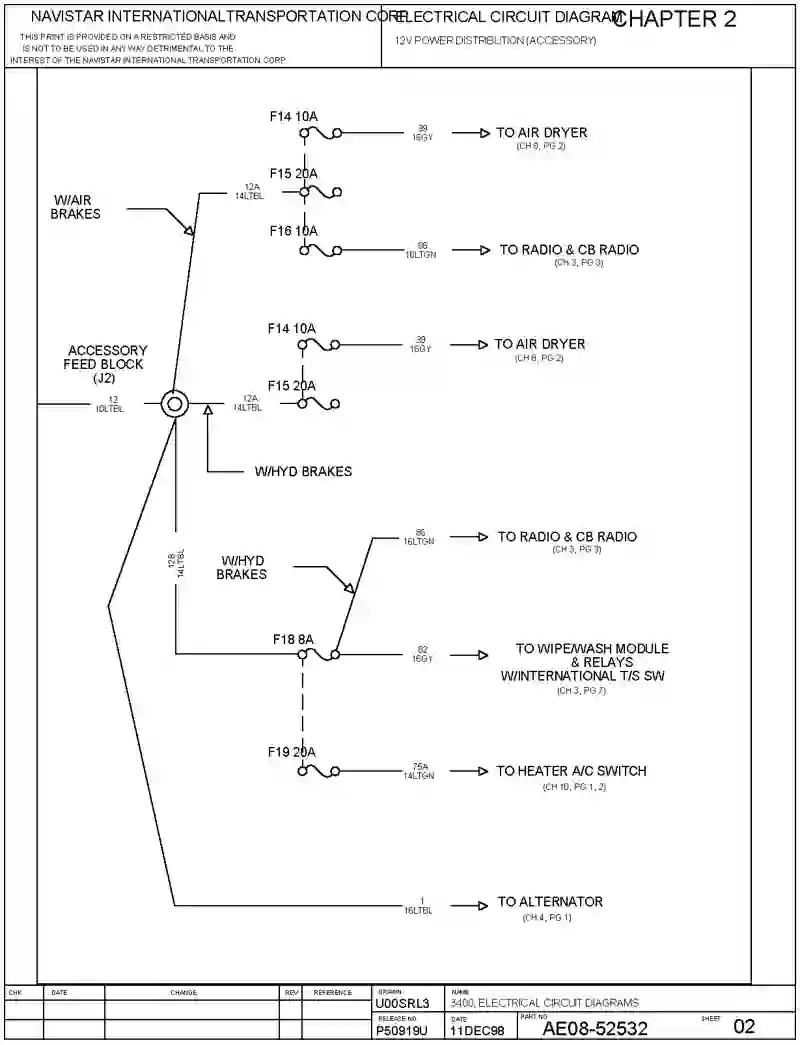 NAVISTAR INTERNATIONAL TRANSPORTATION CORP.
THIS PRINT IS PROVIDED ON A RESTRICTED BASIS AND
IS NOT TO BE USED IN ANY WAY DETRIMENTAL TO THE
INTEREST OF THE NAVISTAR INTERNATIONAL TRANSPORTATION CORP.
ELECTRICAL CIRCUIT DIAGRAM
CHAPTER 2
12V POWER DISTRIBUTION (ACCESSORY)
F14 10A
39
16GY
TO AIR DRYER
(CH 8, PG 2)
F15 20A
12A
14LTBL
W/AIR
BRAKES
F16 10A
86
16LTGN
TO RADIO & CB RADIO
(CH 3, PG 3)
F14 10A
39
16GY
TO AIR DRYER
(CH 8, PG 2)
ACCESSORY
FEED BLOCK
(J2)
F15 20A
12
10LTBL
12A
14LTBL
W/HYD BRAKES
86
16LTGN
TO RADIO & CB RADIO
(CH 3, PG 3)
12B
14LTBL
W/HYD
BRAKES
F18 8A
82
16GY
TO WIPE/WASH MODULE
& RELAYS
W/INTERNATIONAL T/S SW
(CH 3, PG 7)
F19 20A
75A
14LTGN
TO HEATER A/C SWITCH
(CH 10, PG 1, 2)
1
16LTBL
TO ALTERNATOR
(CH 4, PG 1)
CHK
DATE
CHANGE
REV
REFERENCE
DRAWN
U00SRL3
NAME
3400, ELECTRICAL CIRCUIT DIAGRAMS
RELEASE NO.
P50919U
DATE
11DEC98
PART NO
AE08-52532
SHEET
02